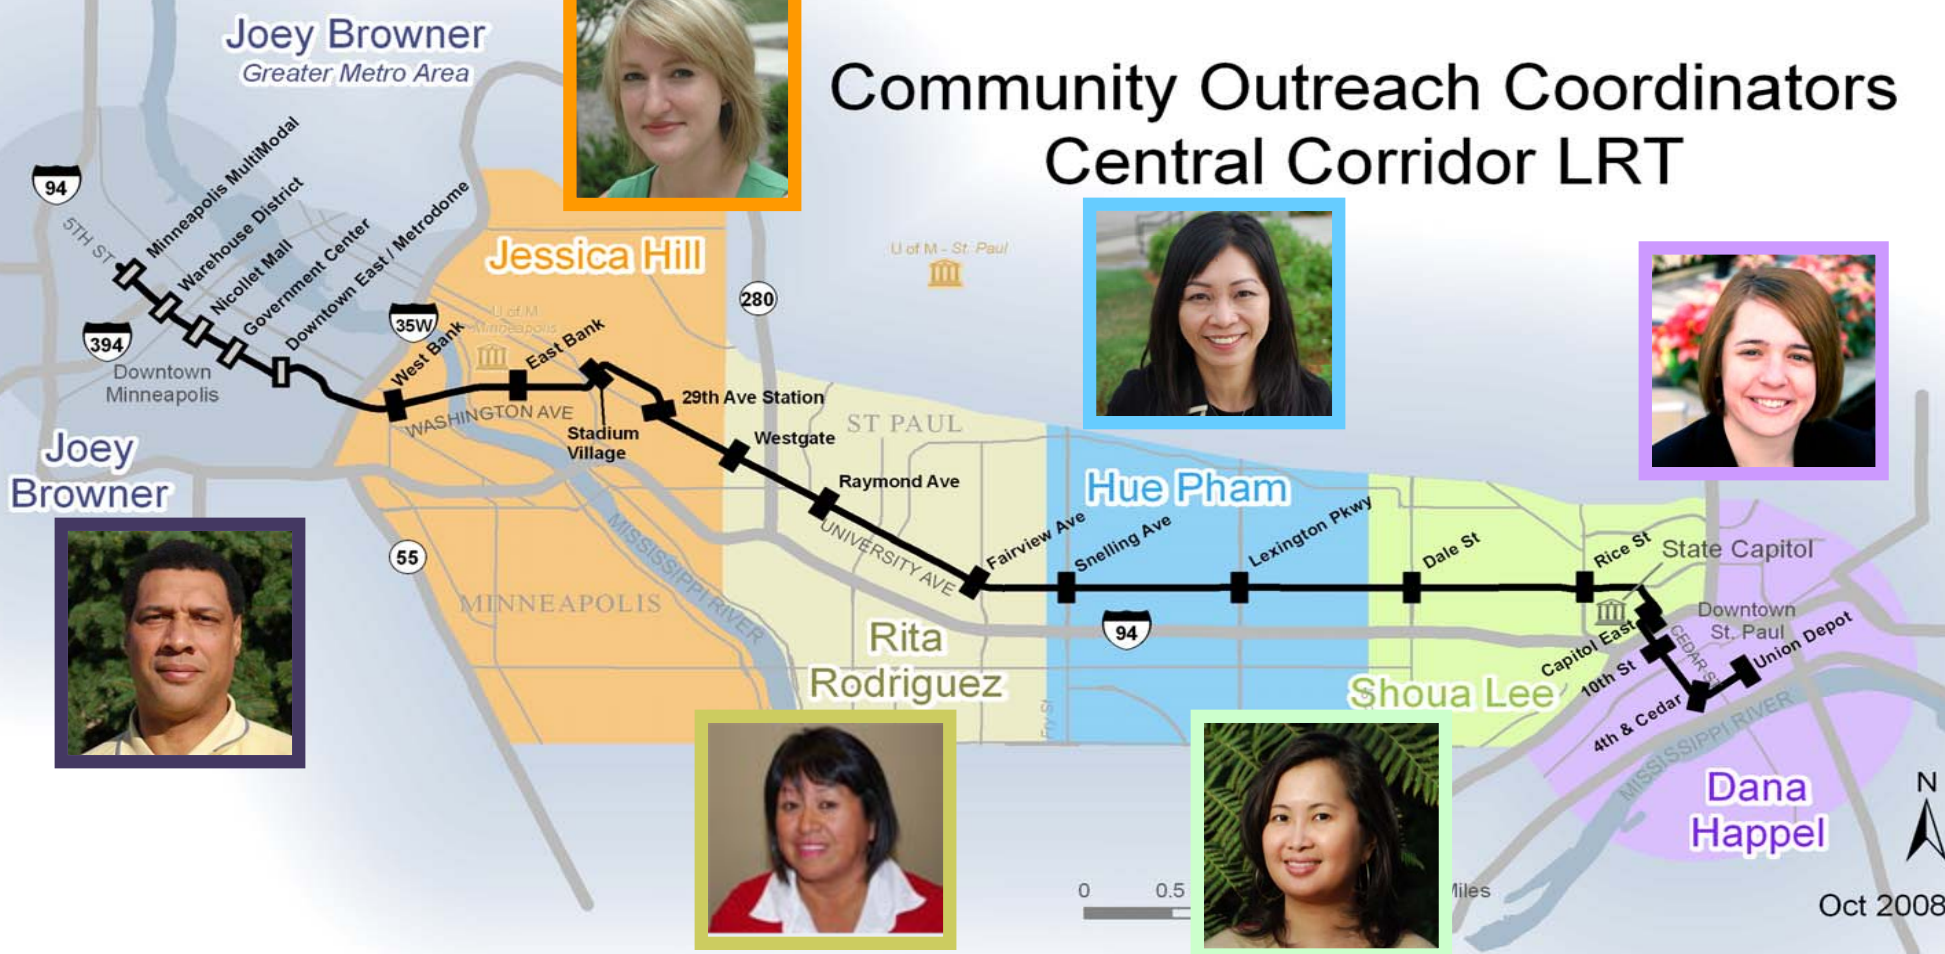 Community Outreach Coordinators
Central Corridor LRT
Joey Browner
Greater Metro Area
94
5TH ST
Minneapolis MultiModal
Warehouse District
Nicollet Mall
Government Center
Downtown East / Metrodome
394
Downtown
Minneapolis
Joey
Browner
Jessica Hill
35W
U of M
Minneapolis
West Bank
East Bank
WASHINGTON AVE
Stadium
Village
29th Ave Station
280
U of M - St. Paul
Westgate
ST PAUL
Raymond Ave
UNIVERSITY AVE
55
MINNEAPOLIS
MISSISSIPPI RIVER
Fairview Ave
Rita
Rodriguez
Hue Pham
Snelling Ave
Lexington Pkwy
94
Fry St
Dale St
Rice St
Shoua Lee
State Capitol
Downtown
St. Paul
Capitol East
CEDAR ST
Union Depot
10th St
4th & Cedar
MISSISSIPPI RIVER
Dana
Happel
N
0 0.5
Miles
Oct 2008